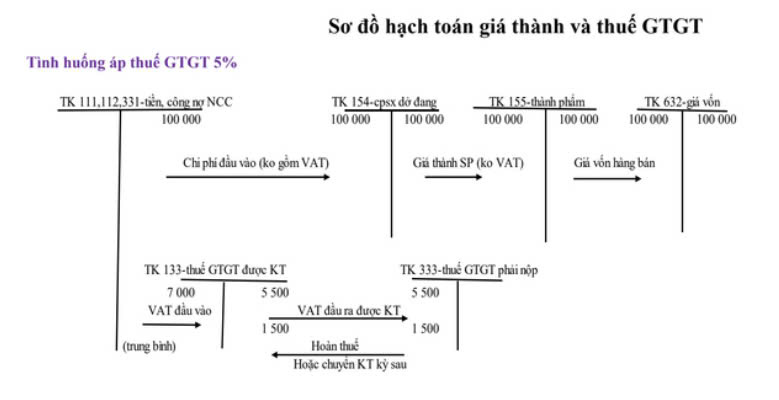 Sơ đồ hạch toán giá thành và thuế GTGT
Tình huống áp thuế GTGT 5%
TK 111,112,331-tiền, công nợ NCC
TK 154-cpsx dở dang
TK 155-thành phẩm
TK 632-giá vốn
100 000
100 000
100 000
100 000
100 000
100 000
100 000
Chi phí đầu vào (ko gồm VAT)
Giá thành SP (ko VAT)
Giá vốn hàng bán
TK 133-thuế GTGT được KT
TK 333-thuế GTGT phải nộp
7 000
5 500
5 500
VAT đầu vào
VAT đầu ra được KT
1 500
1 500
(trung bình)
Hoàn thuế
Hoặc chuyển KT kỳ sau